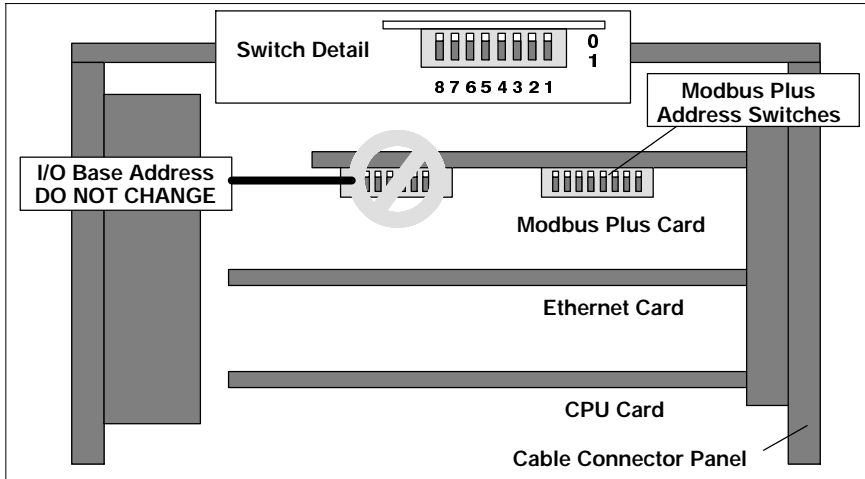 Switch Detail
0
1
8 7 6 5 4 3 2 1
Modbus Plus
Address Switches
I/O Base Address
DO NOT CHANGE
Modbus Plus Card
Ethernet Card
CPU Card
Cable Connector Panel